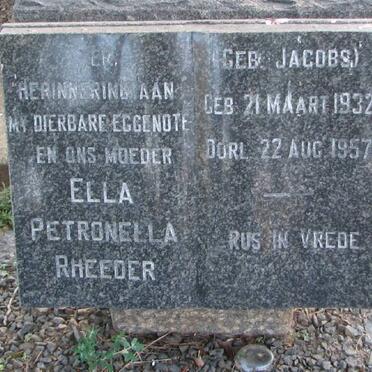 TER
HERINNERING AAN
MY DIERBARE EGGENOTE
EN ONS MOEDER
ELLA
PETRONELLA
RHEEDER
(GEB. JACOBS.)
GEB. 21 MAART 1932
OORL. 22 AUG. 1957
RUS IN VREDE